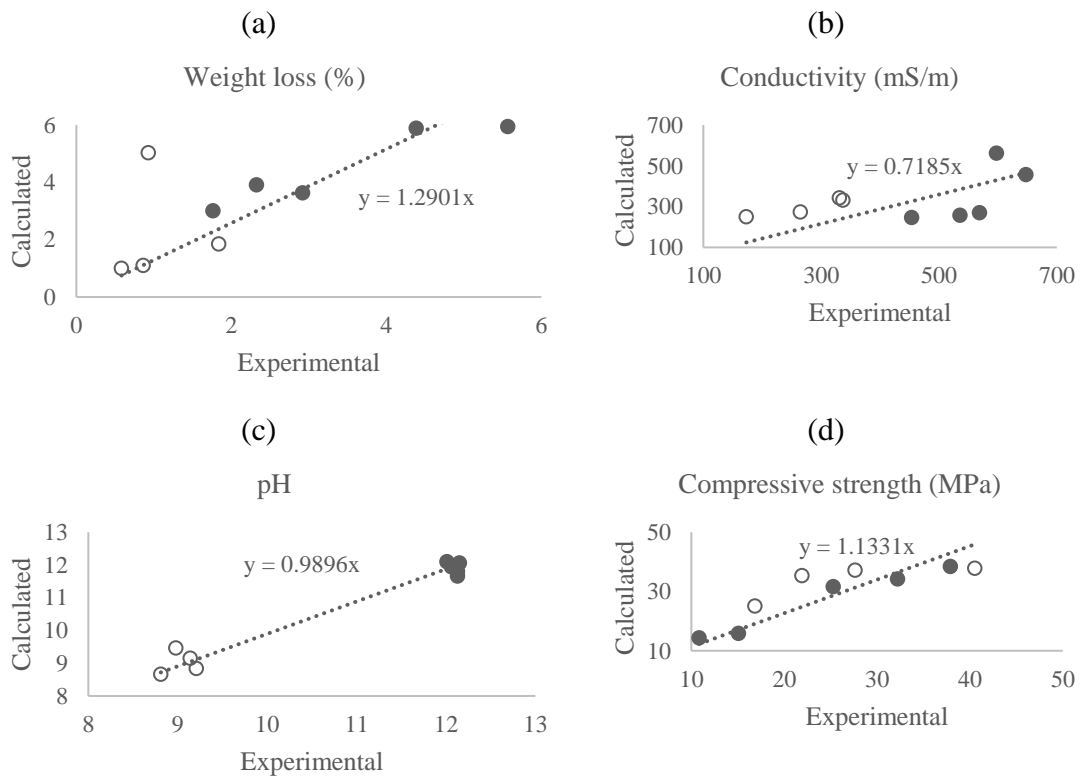 (a)
Weight loss (%)
6
4
2
0
Calculated
y = 1.2901x
0 2 4 6
Experimental
(b)
Conductivity (mS/m)
700
500
300
100
Calculated
y = 0.7185x
100 300 500 700
Experimental
(c)
pH
13
12
11
10
9
8
Calculated
y = 0.9896x
8 9 10 11 12 13
Experimental
(d)
Compressive strength (MPa)
50
30
10
Calculated
y = 1.1331x
10 20 30 40 50
Experimental